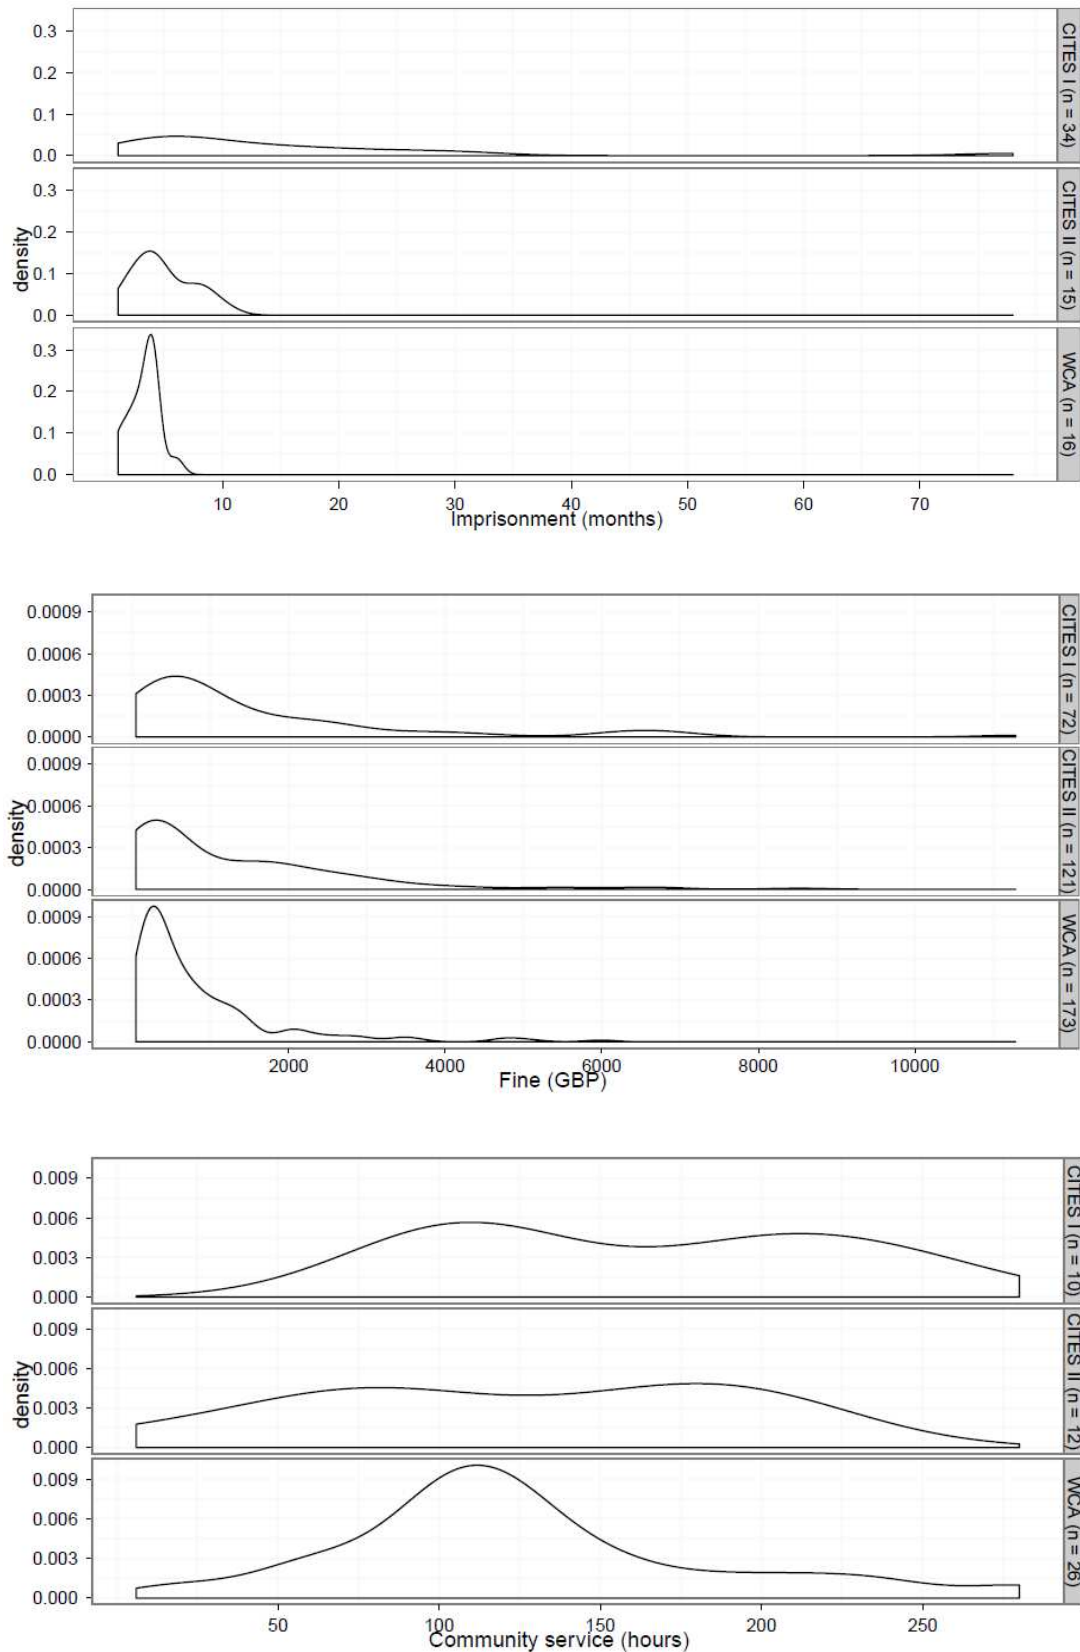 0.3
0.2
0.1
0.0
CITES I (n = 34)
0.3
0.2
0.1
0.0
CITES II (n = 15)
0.3
0.2
0.1
0.0
WCA (n = 16)
density
10 20 30 40 50 60 70
Imprisonment (months)
0.0009
0.0006
0.0003
0.0000
CITES I (n = 72)
0.0009
0.0006
0.0003
0.0000
CITES II (n = 121)
0.0009
0.0006
0.0003
0.0000
WCA (n = 173)
density
2000 4000 6000 8000 10000
Fine (GBP)
0.009
0.006
0.003
0.000
CITES I (n = 10)
0.009
0.006
0.003
0.000
CITES II (n = 12)
0.009
0.006
0.003
0.000
WCA (n = 26)
density
50 100 150 200 250
Community service (hours)